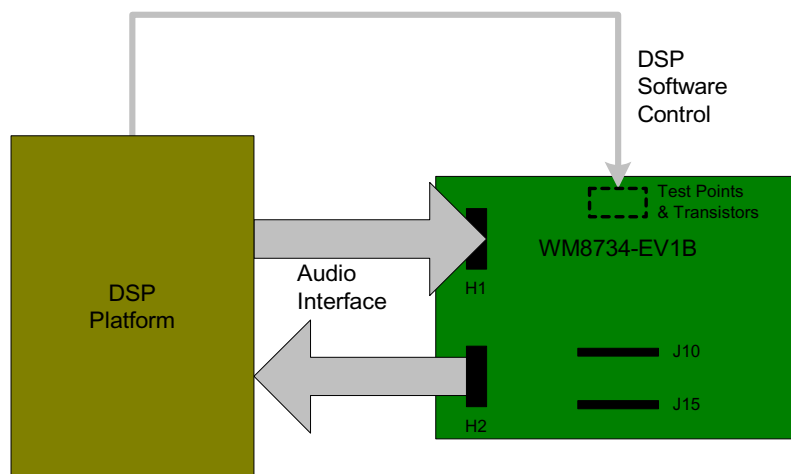 DSP
Software
Control
Test Points
& Transistors
WM8734-EV1B
H1
Audio
Interface
DSP
Platform
J10
J15
H2